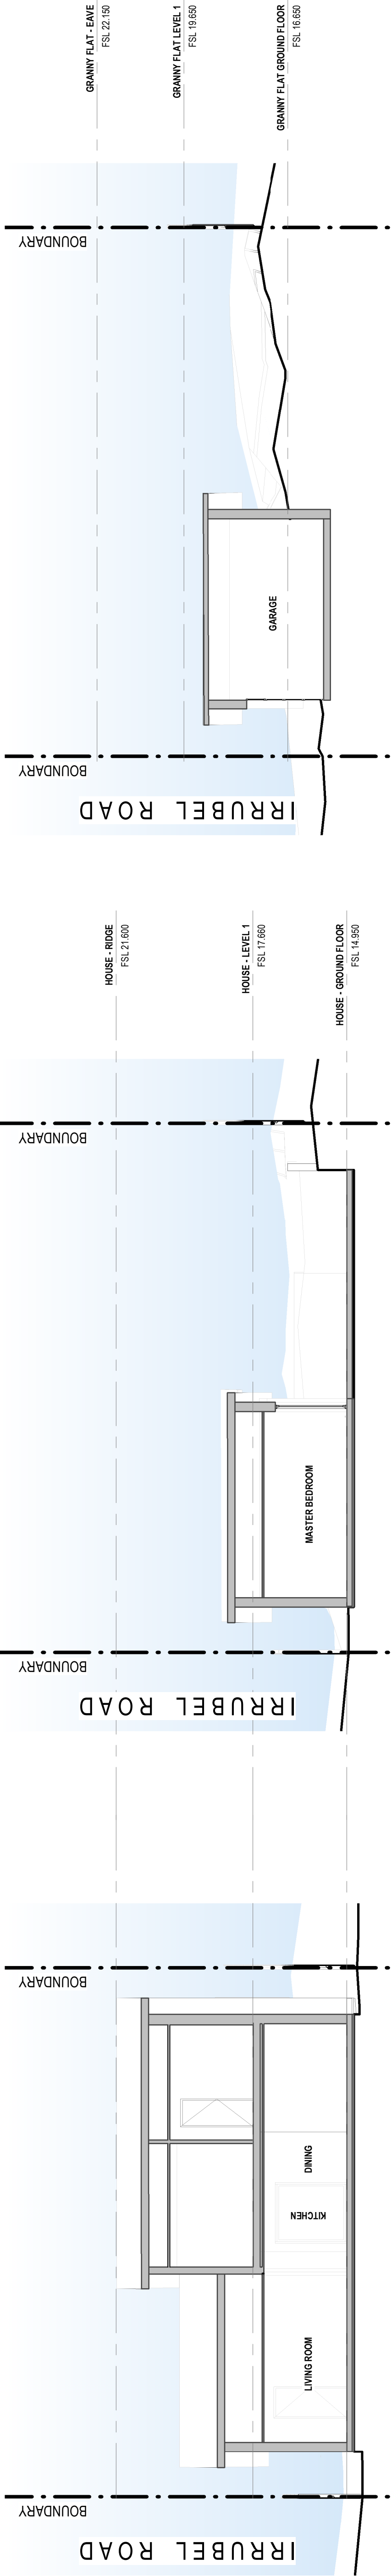 GRANNY FLAT - EAVE
FSL 22.150
GRANNY FLAT LEVEL 1
FSL 19.650
GRANNY FLAT GROUND FLOOR
FSL 16.650
BOUNDARY
GARAGE
BOUNDARY
IRRUBEL ROAD
HOUSE - RIDGE
FSL 21.600
HOUSE - LEVEL 1
FSL 17.660
HOUSE - GROUND FLOOR
FSL 14.950
BOUNDARY
MASTER BEDROOM
BOUNDARY
IRRUBEL ROAD
BOUNDARY
DINING
KITCHEN
LIVING ROOM
BOUNDARY
IRRUBEL ROAD